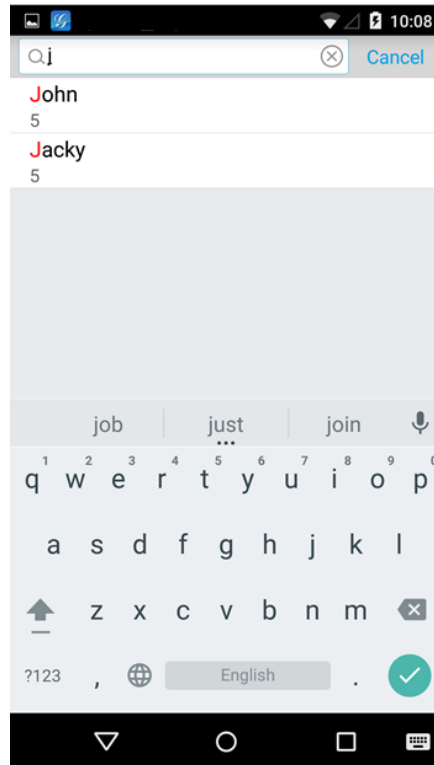 10:08
j
Cancel
John
5
Jacky
5
job just join
1 2 3 4 5 6 7 8 9 0
q w e r t y u i o p
a s d f g h j k l
z x c v b n m
?123 , English .